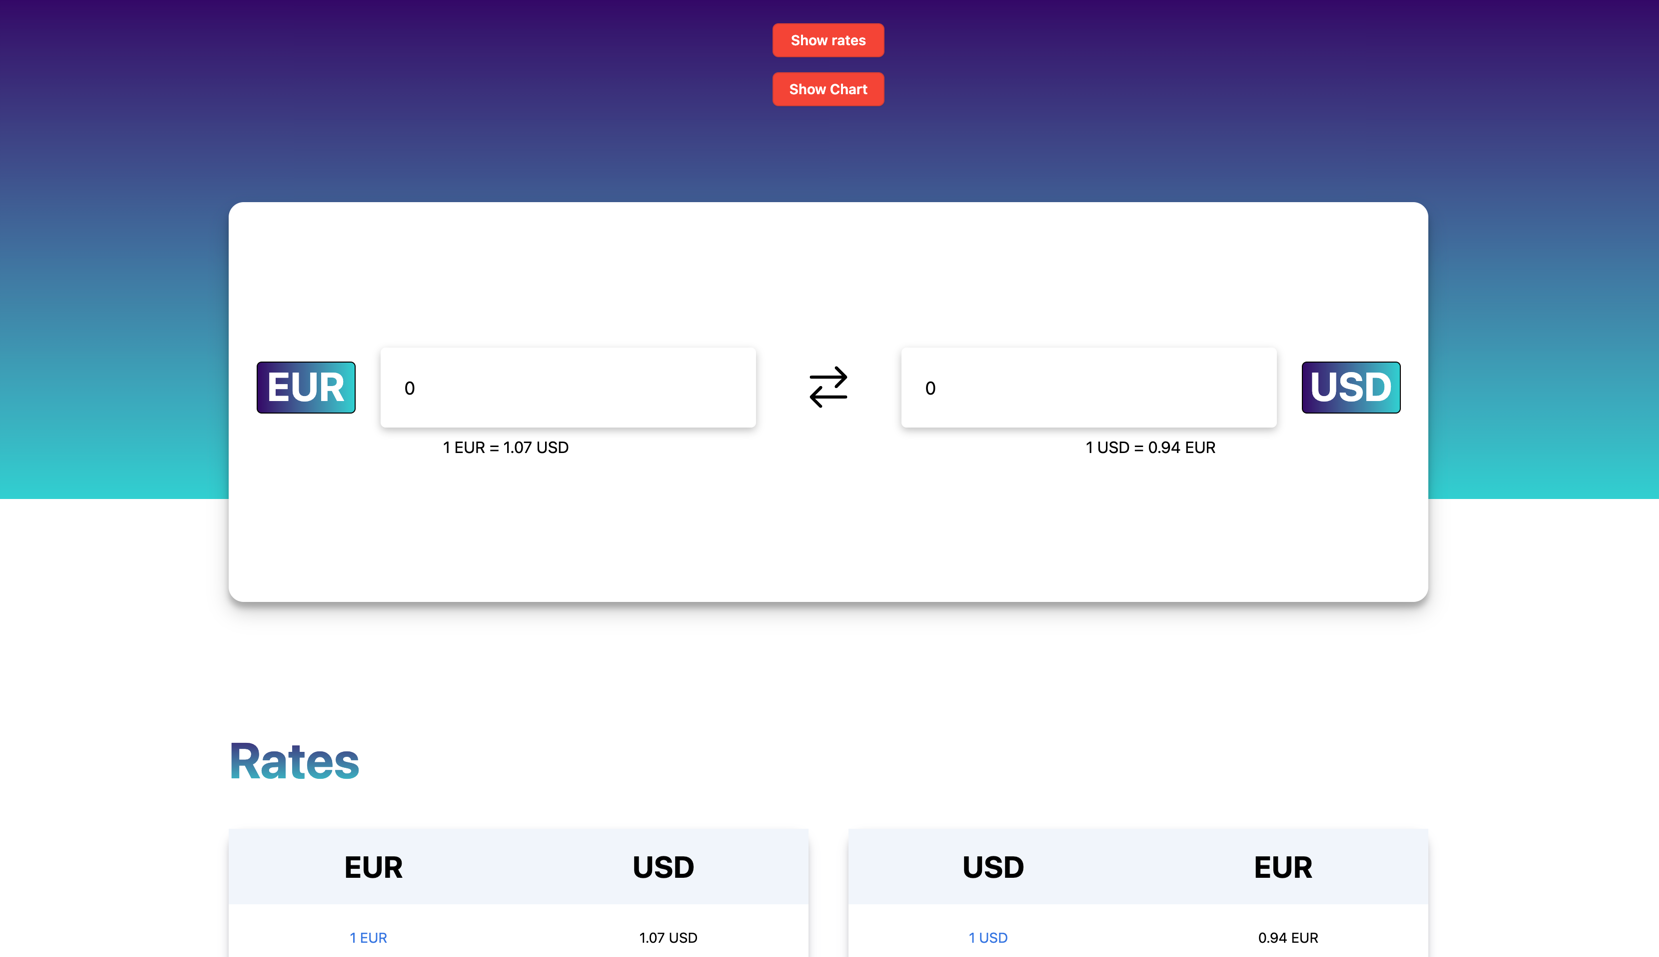 Show rates
Show Chart
EUR 0 0 USD
1 EUR = 1.07 USD 1 USD = 0.94 EUR
Rates
EUR USD USD EUR
1 EUR 1.07 USD 1 USD 0.94 EUR